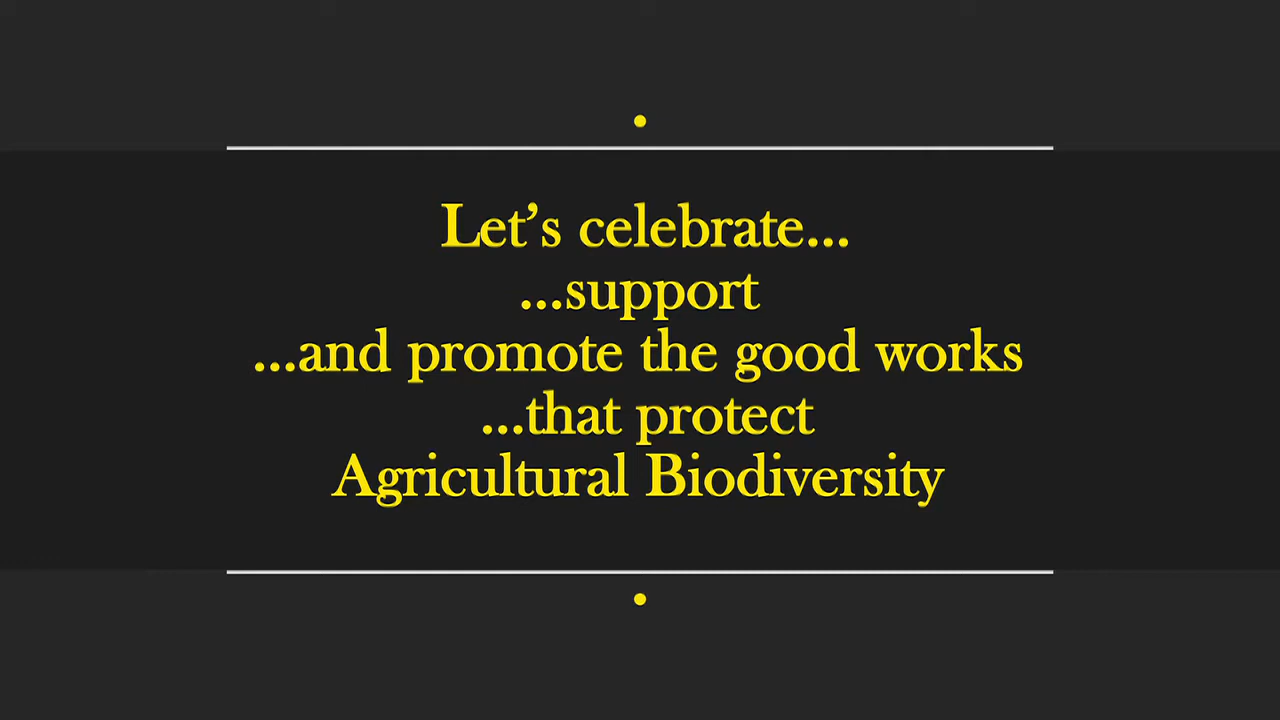 Let’s celebrate...
...support
...and promote the good works
...that protect
Agricultural Biodiversity